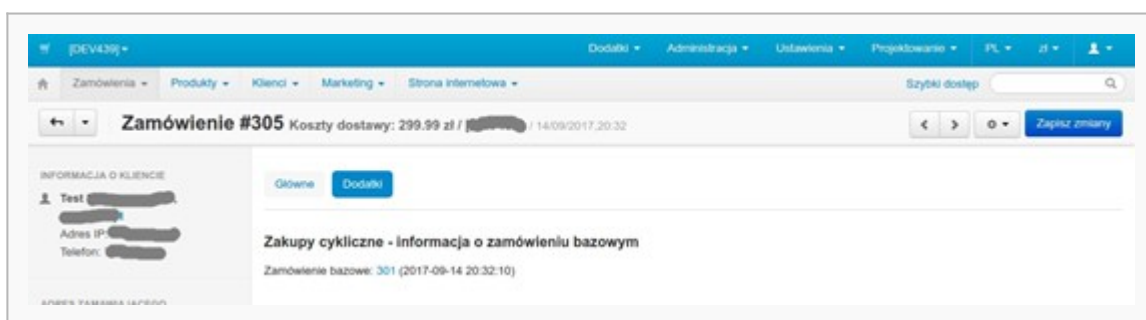 [DEV439] Dodatki Administracja Ustawienia Projektowanie PL zł
Zamówienia Produkty Klienci Marketing Strona internetowa Szybki dostęp
Zamówienie #305 Koszty dostawy: 299.99 zł / / 14/09/2017, 20:32 Zapisz zmiany
INFORMACJA O KLIENCIE
Główne Dodatki
Test
Adres IP:
Telefon:
Zakupy cykliczne - informacja o zamówieniu bazowym
Zamówienie bazowe: 301 (2017-09-14 20:32:10)